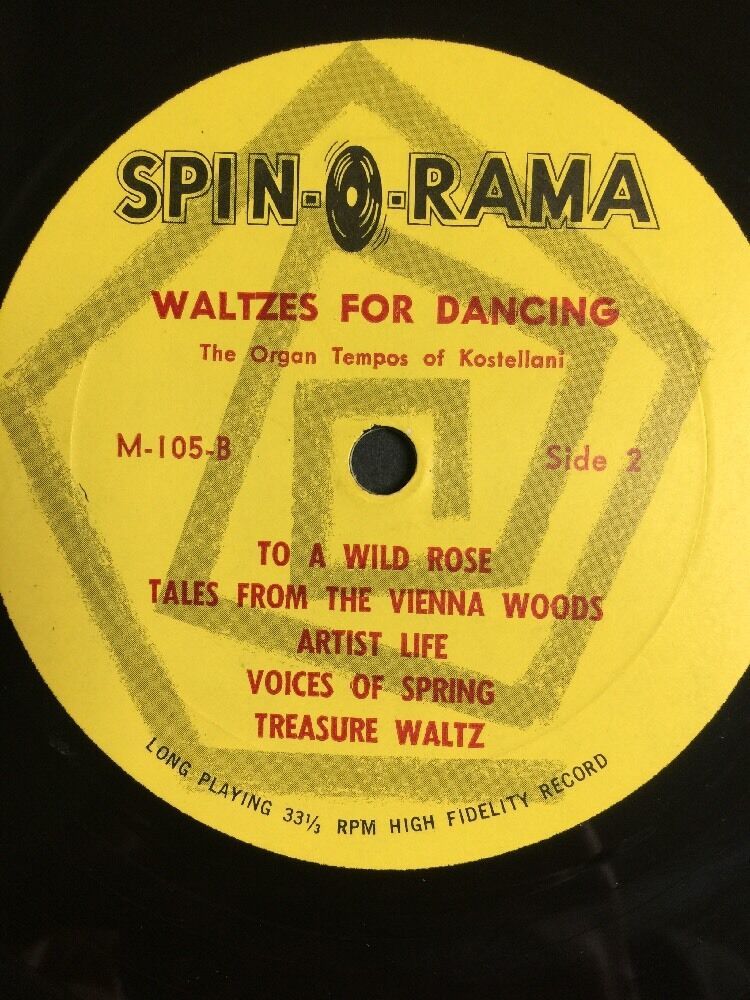 SPIN-O-RAMA
WALTZES FOR DANCING
The Organ Tempos of Kostellani
M-105-B
Side 2
TO A WILD ROSE
TALES FROM THE VIENNA WOODS
ARTIST LIFE
VOICES OF SPRING
TREASURE WALTZ
LONG PLAYING 33⅓ RPM HIGH FIDELITY RECORD